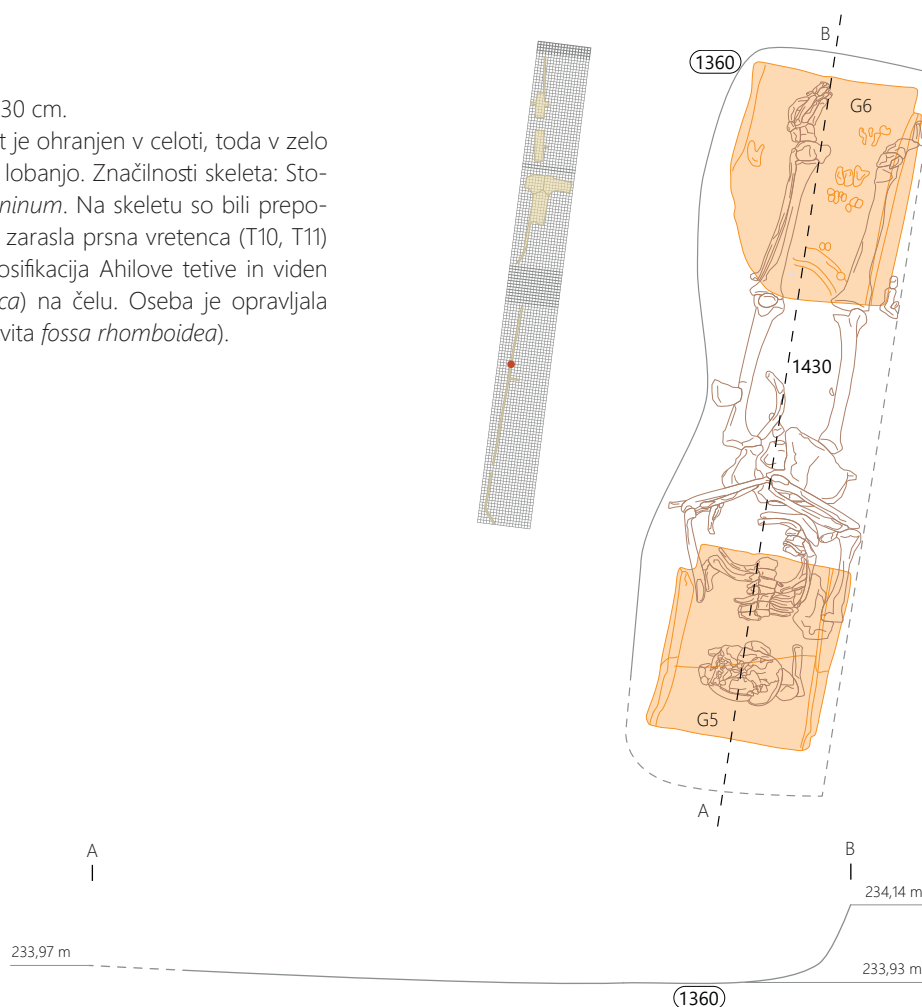 30 cm.
t je ohranjen v celoti, toda v zelo
lobanjo. Značilnosti skeleta: Sto-
ninum. Na skeletu so bili prepo-
zarasla prsna vretenca (T10, T11)
osifikacija Ahilove tetive in viden
ca) na čelu. Oseba je opravljala
vita fossa rhomboidea).
B
1360
G6
1430
G5
A
A
B
234,14 m
233,97 m
233,93 m
1360